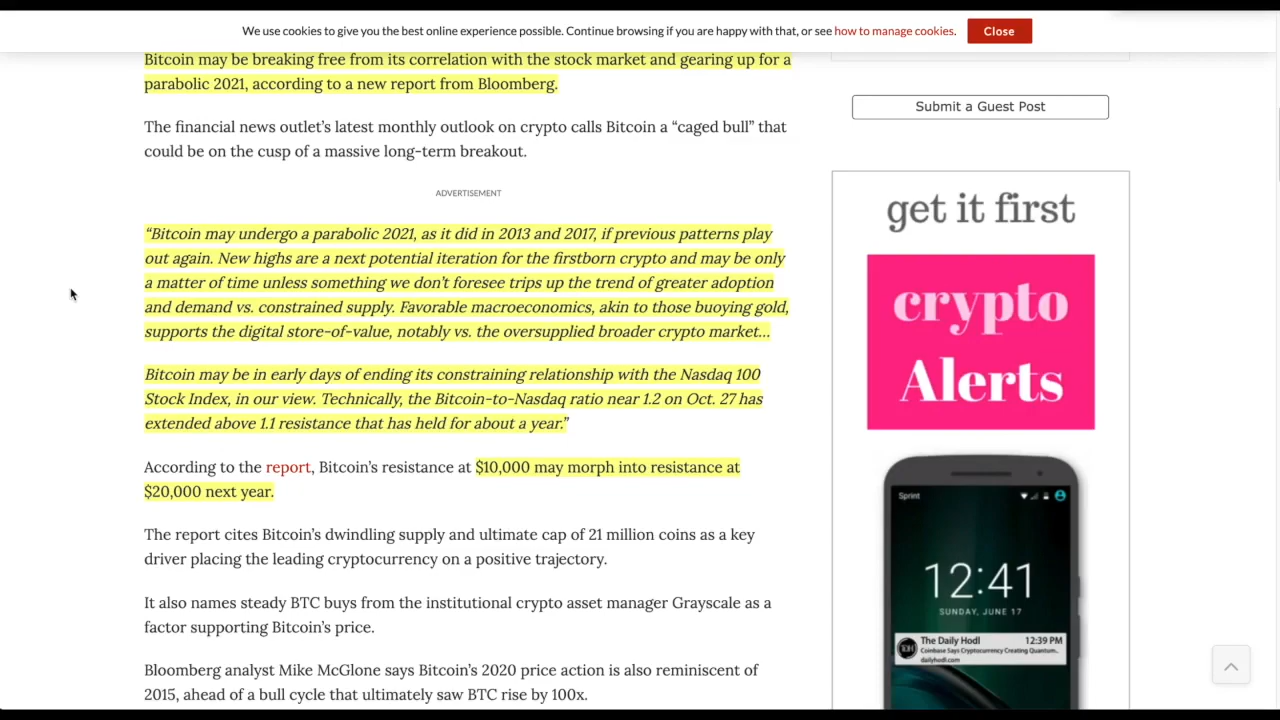 We use cookies to give you the best online experience possible. Continue browsing if you are happy with that, or see how to manage cookies.
Close
Bitcoin may be breaking free from its correlation with the stock market and gearing up for a
parabolic 2021, according to a new report from Bloomberg.
The financial news outlet’s latest monthly outlook on crypto calls Bitcoin a “caged bull” that
could be on the cusp of a massive long-term breakout.
ADVERTISEMENT
“Bitcoin may undergo a parabolic 2021, as it did in 2013 and 2017, if previous patterns play
out again. New highs are a next potential iteration for the firstborn crypto and may be only
a matter of time unless something we don’t foresee trips up the trend of greater adoption
and demand vs. constrained supply. Favorable macroeconomics, akin to those buoying gold,
supports the digital store-of-value, notably vs. the oversupplied broader crypto market…
Bitcoin may be in early days of ending its constraining relationship with the Nasdaq 100
Stock Index, in our view. Technically, the Bitcoin-to-Nasdaq ratio near 1.2 on Oct. 27 has
extended above 1.1 resistance that has held for about a year.”
According to the report, Bitcoin’s resistance at $10,000 may morph into resistance at
$20,000 next year.
The report cites Bitcoin’s dwindling supply and ultimate cap of 21 million coins as a key
driver placing the leading cryptocurrency on a positive trajectory.
It also names steady BTC buys from the institutional crypto asset manager Grayscale as a
factor supporting Bitcoin’s price.
Bloomberg analyst Mike McGlone says Bitcoin’s 2020 price action is also reminiscent of
2015, ahead of a bull cycle that ultimately saw BTC rise by 100x.
Submit a Guest Post
get it first
crypto
Alerts
Sprint
12:41
SUNDAY, JUNE 17
The Daily Hodl 12:39 PM
Coinbase Says Cryptocurrency Creating Quantum...
dailyhodl.com